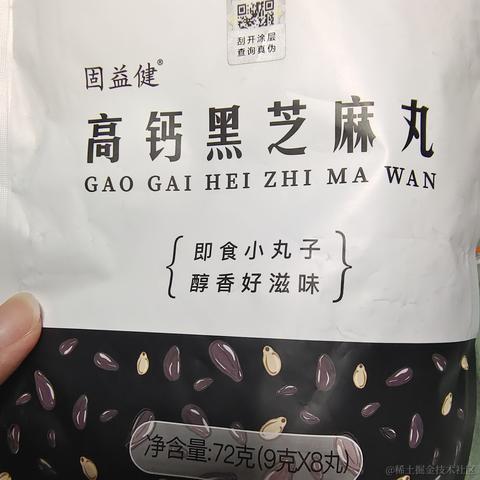 刮开涂层
查询真伪
固益健®
高钙黑芝麻丸
GAO GAI HEI ZHI MA WAN
即食小丸子
醇香好滋味
净含量:72克(9克X8丸)
@稀土掘金技术社区